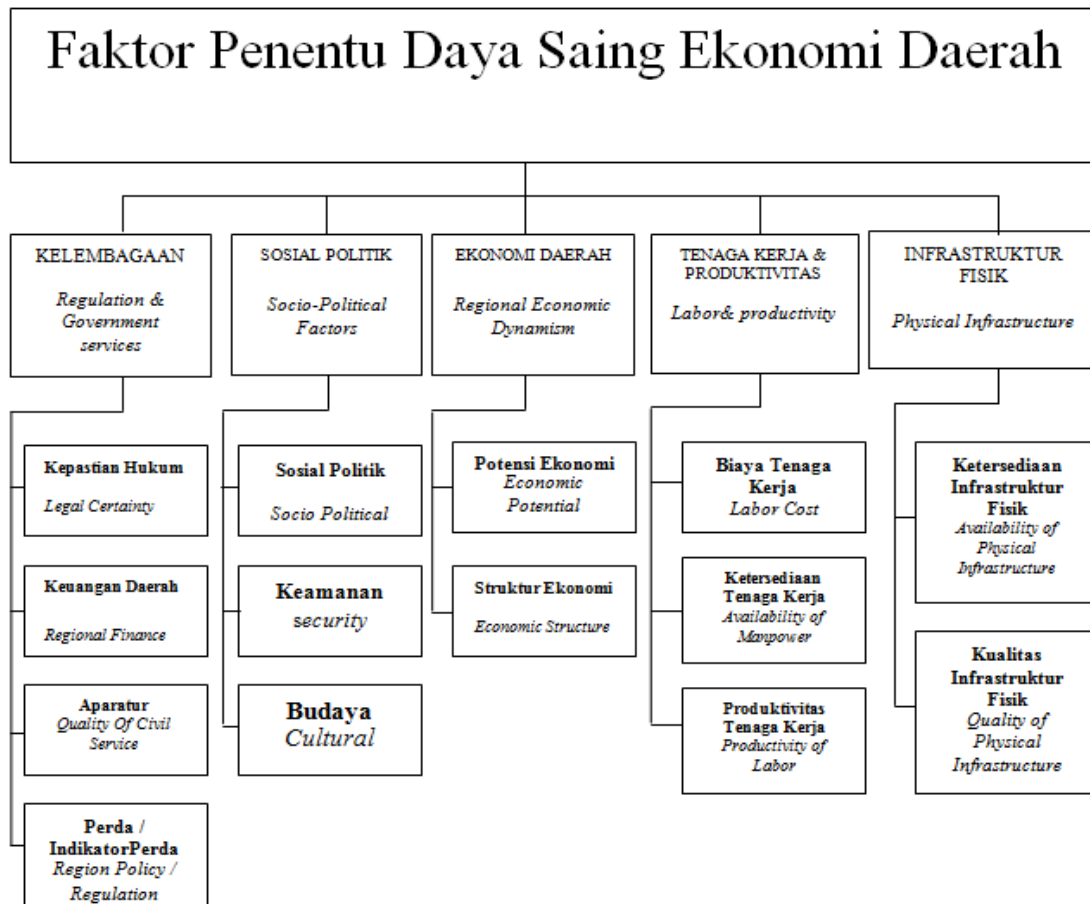 Faktor Penentu Daya Saing Ekonomi Daerah
KELEMBAGAAN
Regulation &
Government
services
SOSIAL POLITIK
Socio-Political
Factors
EKONOMI DAERAH
Regional Economic
Dynamism
TENAGA KERJA &
PRODUKTIVITAS
Labor& productivity
INFRASTRUKTUR
FISIK
Physical Infrastructure
Kepastian Hukum
Legal Certainty
Keuangan Daerah
Regional Finance
Aparatur
Quality Of Civil
Service
Perda /
IndikatorPerda
Region Policy /
Regulation
Sosial Politik
Socio Political
Keamanan
security
Budaya
Cultural
Potensi Ekonomi
Economic
Potential
Struktur Ekonomi
Economic Structure
Biaya Tenaga
Kerja
Labor Cost
Ketersediaan
Tenaga Kerja
Availability of
Manpower
Produktivitas
Tenaga Kerja
Productivity of
Labor
Ketersediaan
Infrastruktur
Fisik
Availability of
Physical
Infrastructure
Kualitas
Infrastruktur
Fisik
Quality of
Physical
Infrastructure